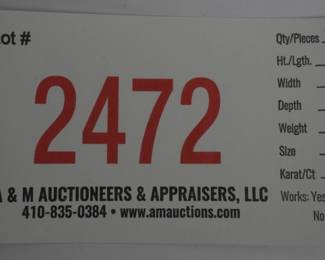 Lot #
2472
A & M AUCTIONEERS & APPRAISERS, LLC
410-835-0384 • www.amauctions.com
Qty/Pieces
Ht./Lgth.
Width
Depth
Weight
Size
Karat/Ct
Works: Yes
No